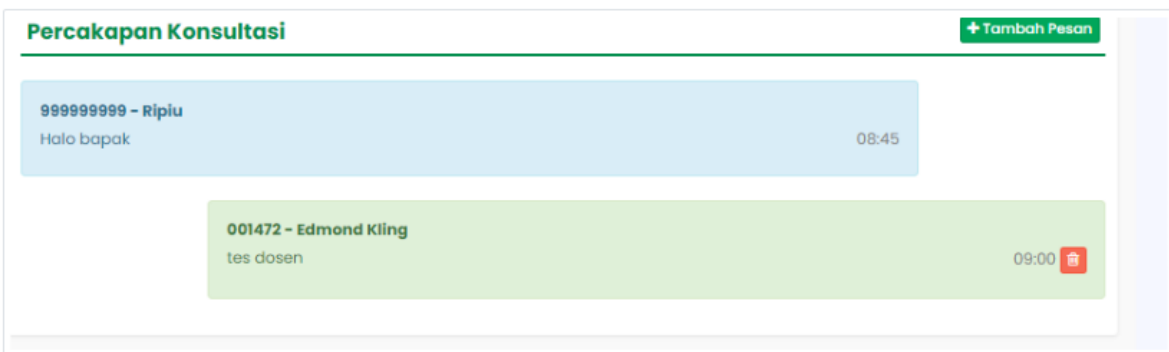 Percakapan Konsultasi
+ Tambah Pesan
999999999 - Ripiu
Halo bapak
08:45
001472 - Edmond Kling
tes dosen
09:00